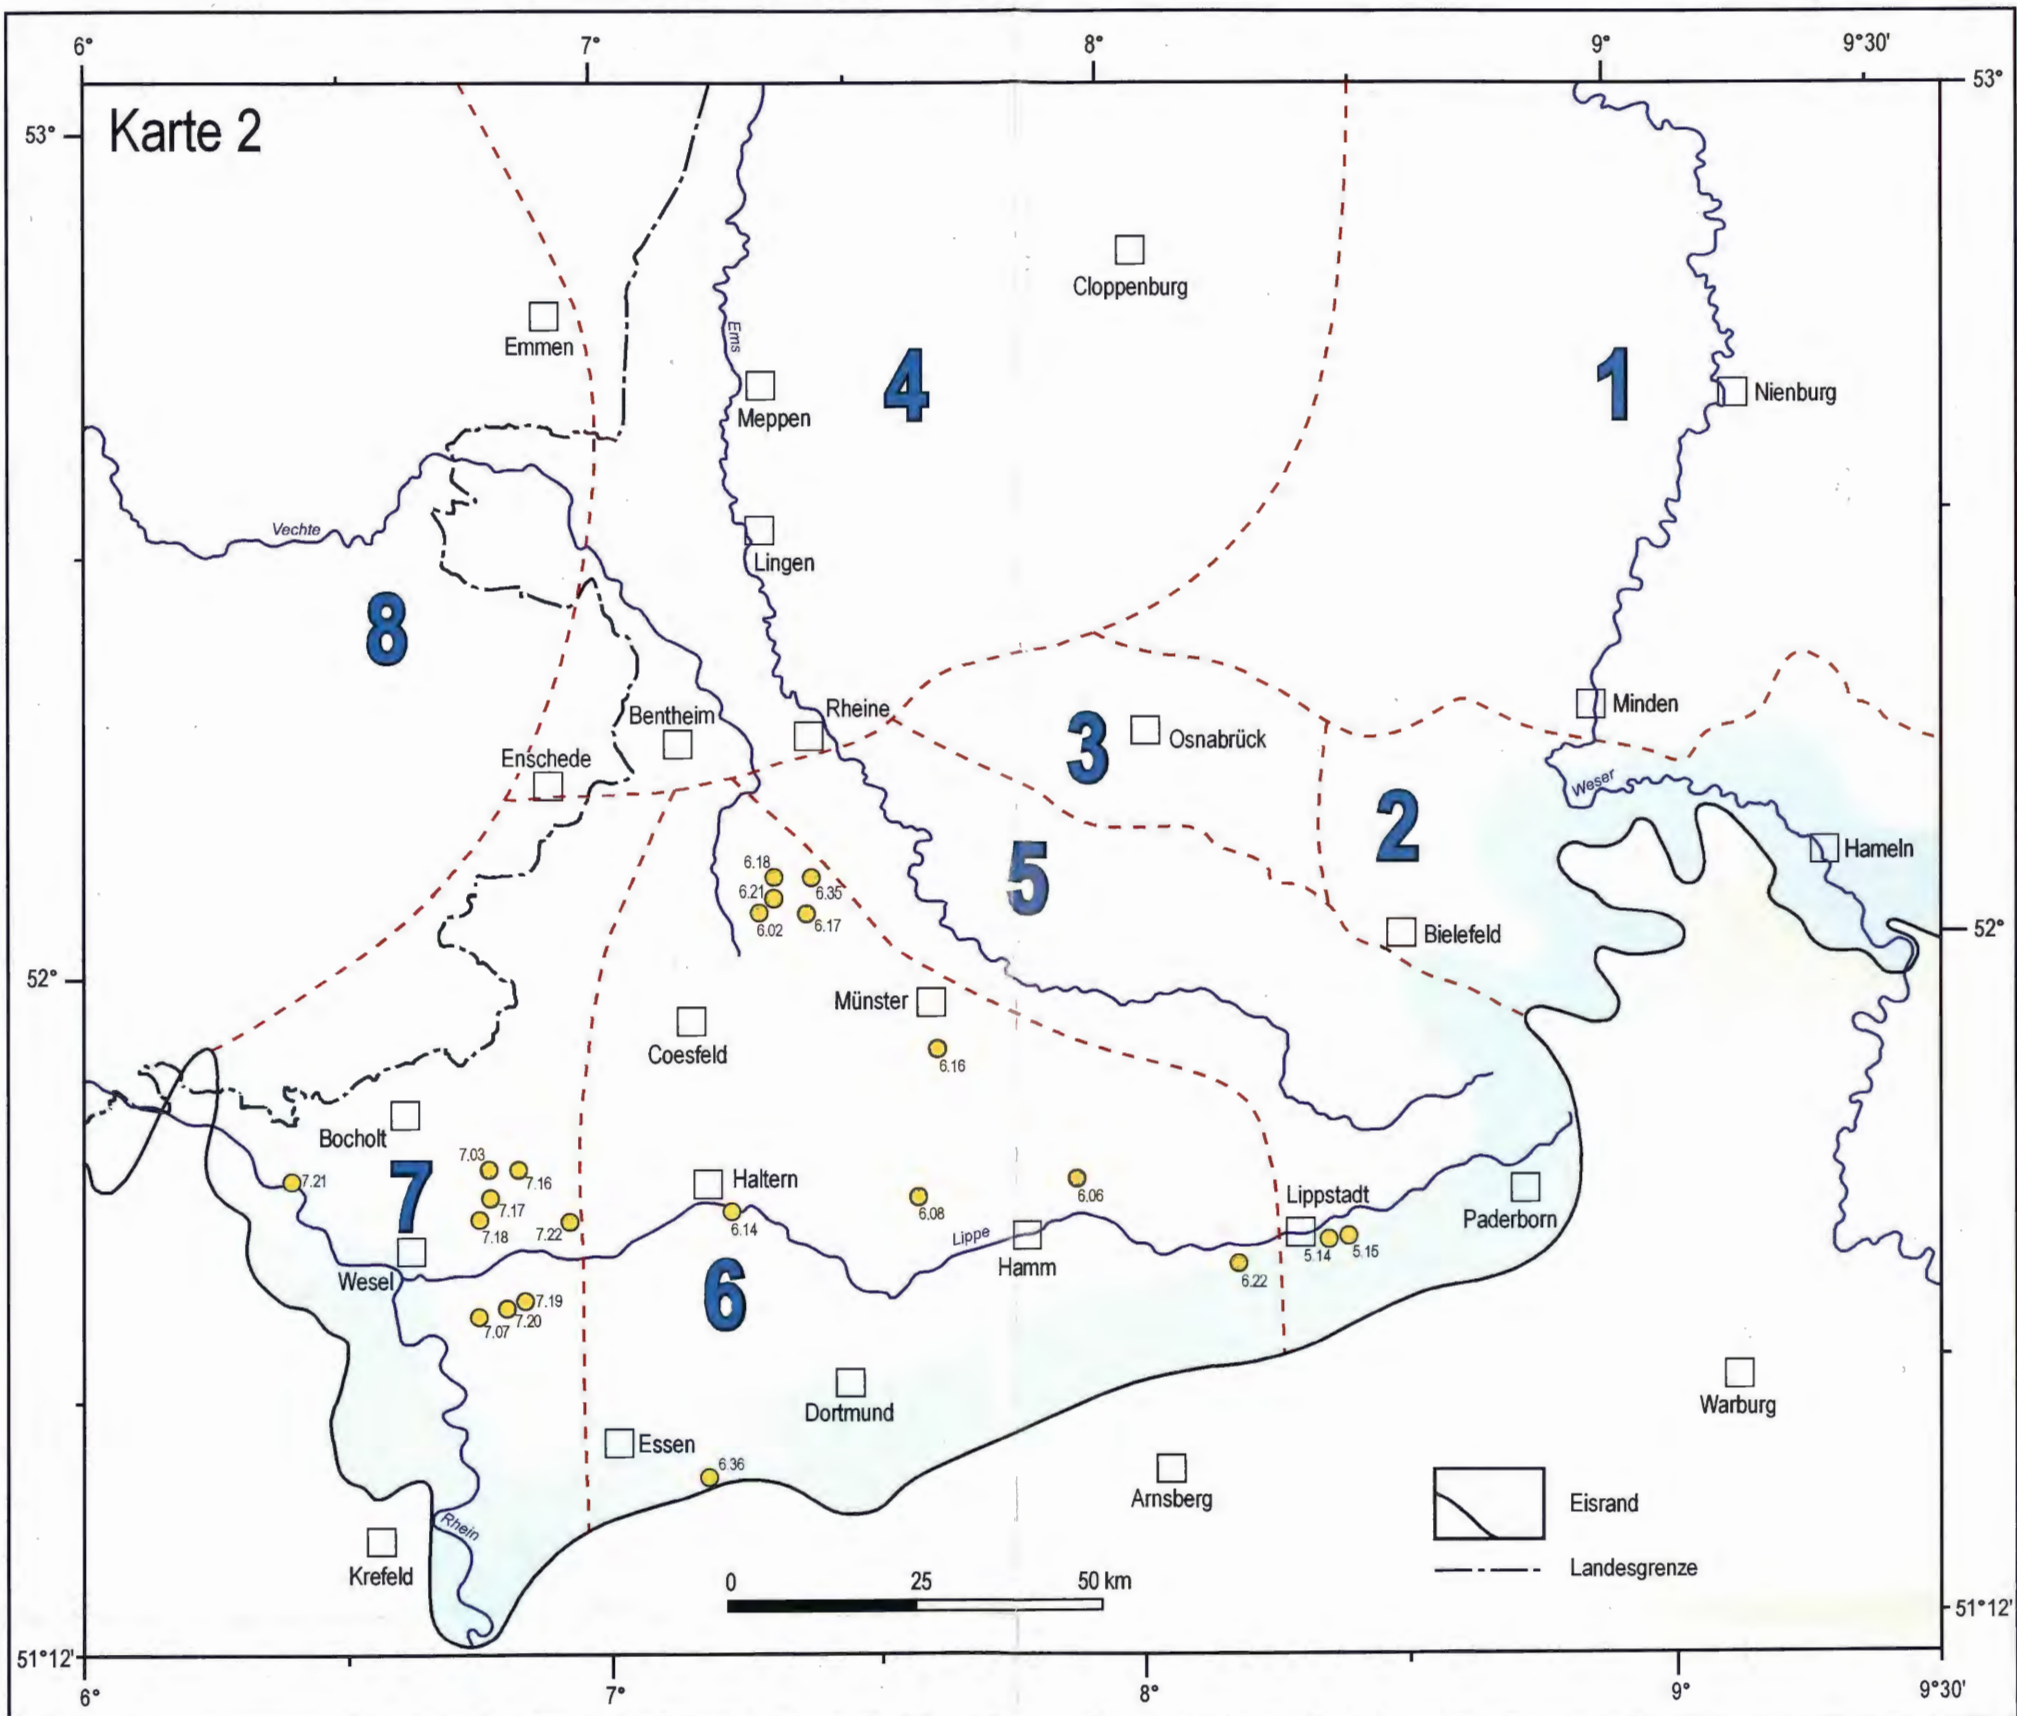 6° 7° 8° 9° 9°30'
53°
53°
Karte 2
Cloppenburg
Emmen
Ems
4
1
Meppen
Nienburg
Vechte
Lingen
8
Rheine
Minden
Bentheim
3
Osnabrück
Enschede
Weser
2
5
Hameln
6.18
6.21
6.35
6.02
6.17
Bielefeld
52°
52°
Münster
Coesfeld
6.16
Bocholt
7.03
7.16
7.21
7
7.17
7.18
7.22
Haltern
6.14
6.08
6.06
Lippstadt
Paderborn
Lippe
Hamm
5.14
5.15
6.22
Wesel
6
7.19
7.20
7.07
Dortmund
Warburg
Essen
6.36
Arnsberg
Rhein
Krefeld
Eisrand
Landesgrenze
0 25 50 km
51°12'
51°12'
6° 7° 8° 9° 9°30'